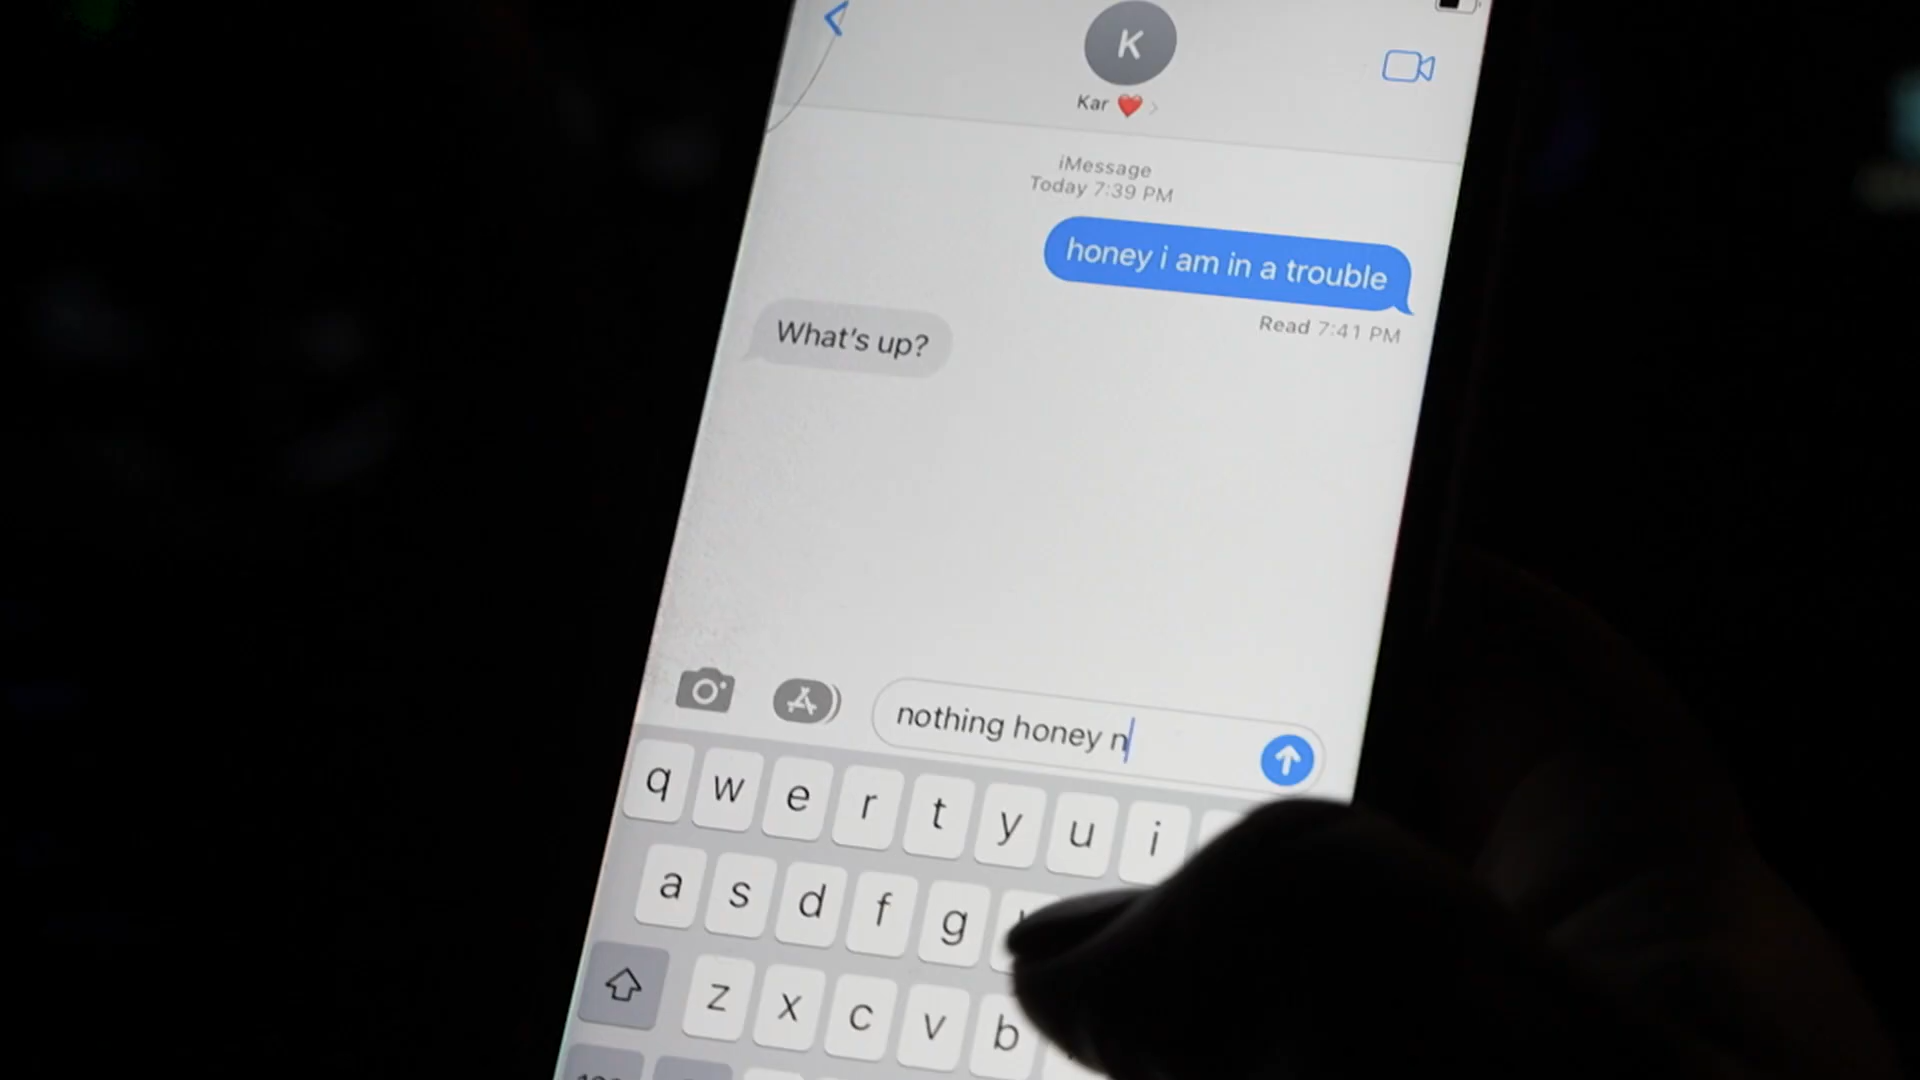 K
Kar ❤️ >
iMessage
Today 7:39 PM
honey i am in a trouble
Read 7:41 PM
What's up?
nothing honey n
q w e r t y u i
a s d f g
z x c v b